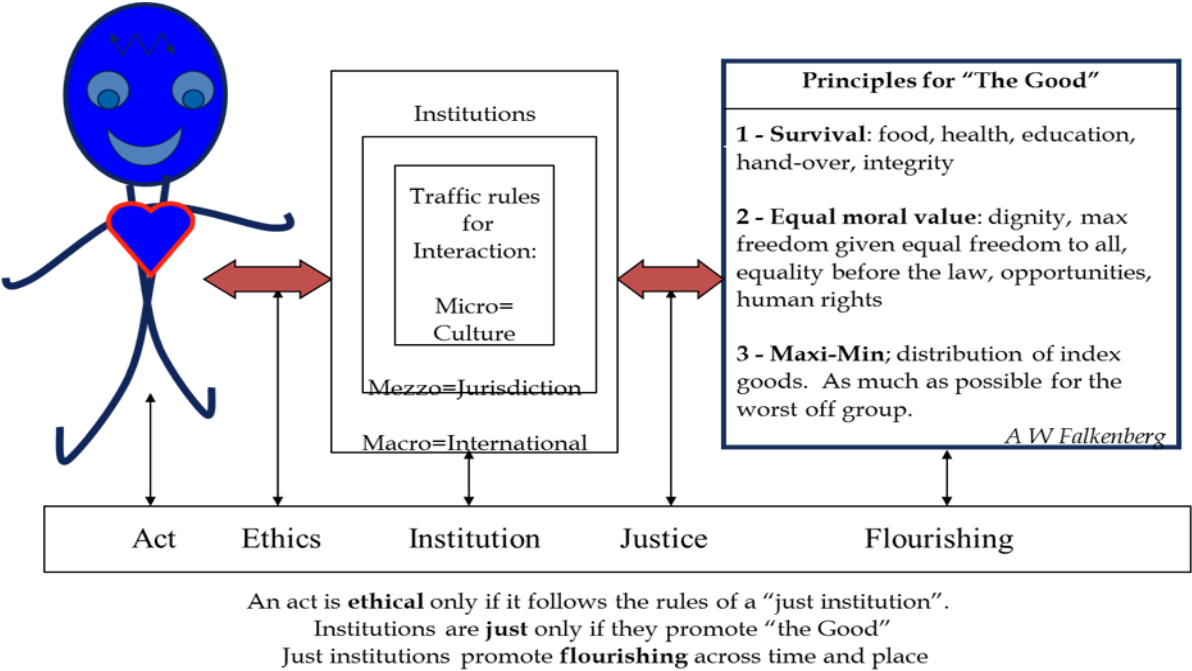 Institutions
Traffic rules
for
Interaction:
Micro=
Culture
Mezzo=Jurisdiction
Macro=International
Principles for “The Good”
1 - Survival: food, health, education,
hand-over, integrity
2 - Equal moral value: dignity, max
freedom given equal freedom to all,
equality before the law, opportunities,
human rights
3 - Maxi-Min; distribution of index
goods. As much as possible for the
worst off group.
A W Falkenberg
Act
Ethics
Institution
Justice
Flourishing
An act is ethical only if it follows the rules of a “just institution”.
Institutions are just only if they promote “the Good”
Just institutions promote flourishing across time and place